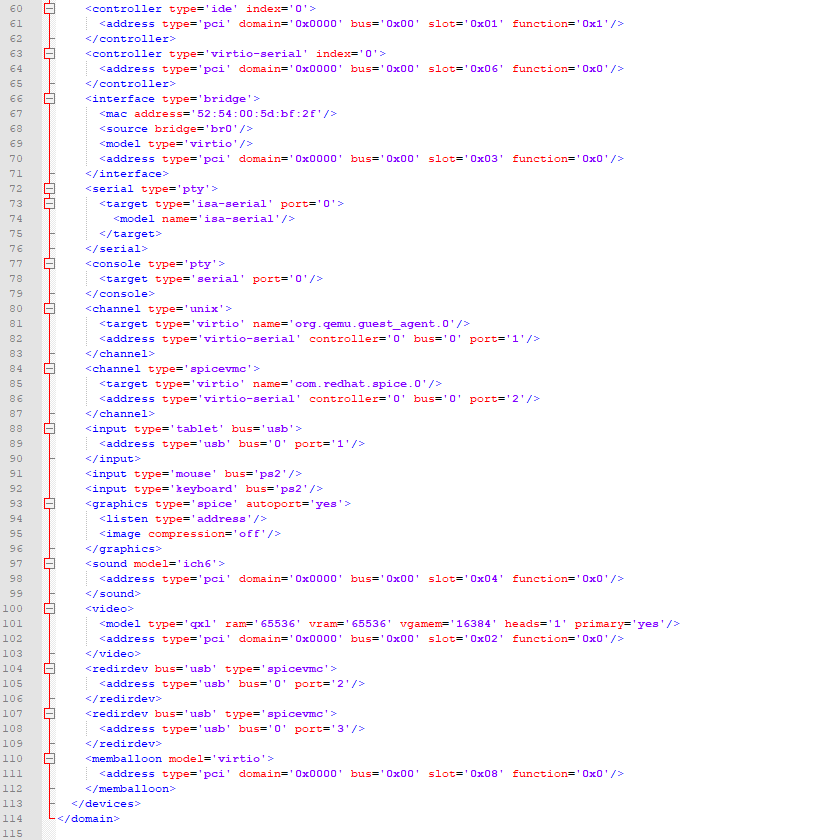 60 <controller type='ide' index='0'>
61 <address type='pci' domain='0x0000' bus='0x00' slot='0x01' function='0x1'/>
62 </controller>
63 <controller type='virtio-serial' index='0'>
64 <address type='pci' domain='0x0000' bus='0x00' slot='0x06' function='0x0'/>
65 </controller>
66 <interface type='bridge'>
67 <mac address='52:54:00:5d:bf:2f'/>
68 <source bridge='br0'/>
69 <model type='virtio'/>
70 <address type='pci' domain='0x0000' bus='0x00' slot='0x03' function='0x0'/>
71 </interface>
72 <serial type='pty'>
73 <target type='isa-serial' port='0'>
74 <model name='isa-serial'/>
75 </target>
76 </serial>
77 <console type='pty'>
78 <target type='serial' port='0'/>
79 </console>
80 <channel type='unix'>
81 <target type='virtio' name='org.qemu.guest_agent.0'/>
82 <address type='virtio-serial' controller='0' bus='0' port='1'/>
83 </channel>
84 <channel type='spicevmc'>
85 <target type='virtio' name='com.redhat.spice.0'/>
86 <address type='virtio-serial' controller='0' bus='0' port='2'/>
87 </channel>
88 <input type='tablet' bus='usb'>
89 <address type='usb' bus='0' port='1'/>
90 </input>
91 <input type='mouse' bus='ps2'/>
92 <input type='keyboard' bus='ps2'/>
93 <graphics type='spice' autoport='yes'>
94 <listen type='address'/>
95 <image compression='off'/>
96 </graphics>
97 <sound model='ich6'>
98 <address type='pci' domain='0x0000' bus='0x00' slot='0x04' function='0x0'/>
99 </sound>
100 <video>
101 <model type='qxl' ram='65536' vram='65536' vgamem='16384' heads='1' primary='yes'/>
102 <address type='pci' domain='0x0000' bus='0x00' slot='0x02' function='0x0'/>
103 </video>
104 <redirdev bus='usb' type='spicevmc'>
105 <address type='usb' bus='0' port='2'/>
106 </redirdev>
107 <redirdev bus='usb' type='spicevmc'>
108 <address type='usb' bus='0' port='3'/>
109 </redirdev>
110 <memballoon model='virtio'>
111 <address type='pci' domain='0x0000' bus='0x00' slot='0x08' function='0x0'/>
112 </memballoon>
113 </devices>
114 </domain>
115